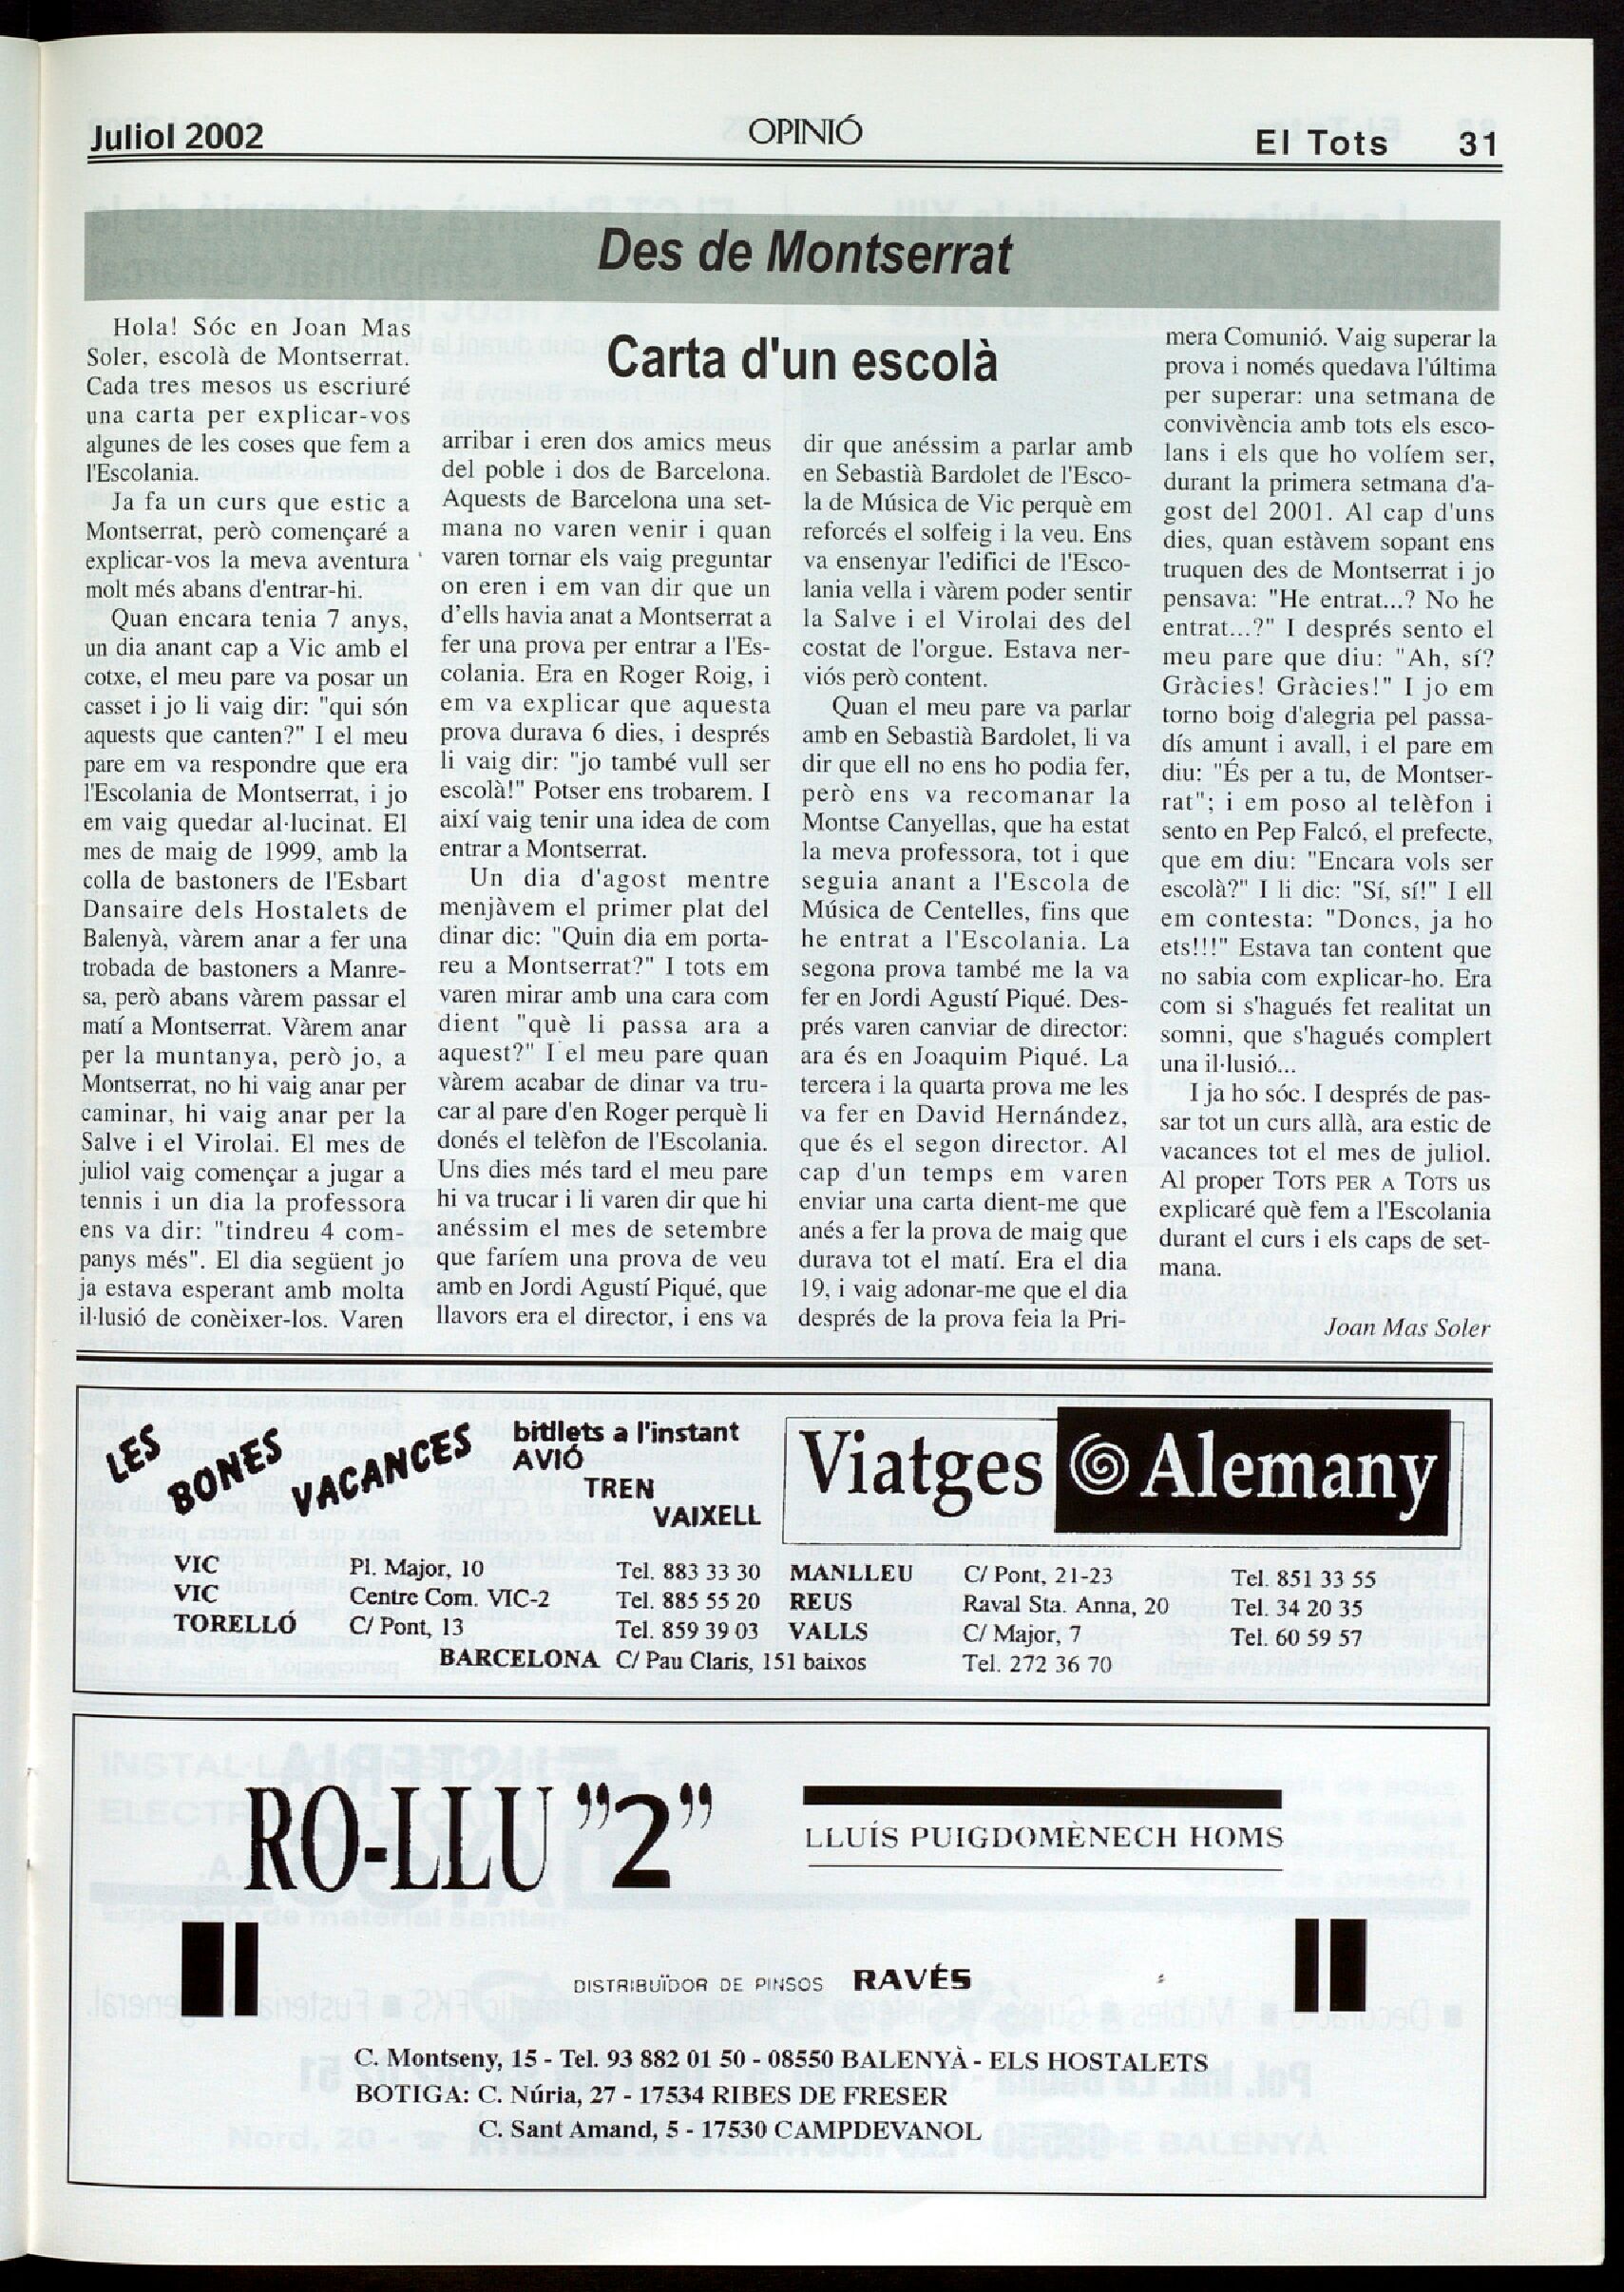 Juliol 2002
OPINIÓ
El Tots 31
Des de Montserrat
Carta d'un escolà
Hola! Sóc en Joan Mas
Soler, escolà de Montserrat.
Cada tres mesos us escriuré
una carta per explicar-vos
algunes de les coses que fem a
l'Escolania.
Ja fa un curs que estic a
Montserrat, però començaré a
explicar-vos la meva aventura
molt més abans d'entrar-hi.
Quan encara tenia 7 anys,
un dia anant cap a Vic amb el
cotxe, el meu pare va posar un
casset i jo li vaig dir: "qui són
aquests que canten?" I el meu
pare em va respondre que era
l'Escolania de Montserrat, i jo
em vaig quedar al·lucinat. El
mes de maig de 1999, amb la
colla de bastoners de l'Esbart
Dansaire dels Hostalets de
Balenyà, vàrem anar a fer una
trobada de bastoners a Manre-
sa, però abans vàrem passar el
matí a Montserrat. Vàrem anar
per la muntanya, però jo, a
Montserrat, no hi vaig anar per
caminar, hi vaig anar per la
Salve i el Virolai. El mes de
juliol vaig començar a jugar a
tennis i un dia la professora
ens va dir: "tindreu 4 com-
panys més". El dia següent jo
ja estava esperant amb molta
il·lusió de conèixer-los. Varen
arribar i eren dos amics meus
del poble i dos de Barcelona.
Aquests de Barcelona una set-
mana no varen venir i quan
varen tornar els vaig preguntar
on eren i em van dir que un
d'ells havia anat a Montserrat a
fer una prova per entrar a l'Es-
colania. Era en Roger Roig, i
em va explicar que aquesta
prova durava 6 dies, i després
li vaig dir: "jo també vull ser
escolà!" Potser ens trobarem. I
així vaig tenir una idea de com
entrar a Montserrat.
Un dia d'agost mentre
menjàvem el primer plat del
dinar dic: "Quin dia em porta-
reu a Montserrat?" I tots em
varen mirar amb una cara com
dient "què li passa ara a
aquest?" I el meu pare quan
vàrem acabar de dinar va tru-
car al pare d'en Roger perquè li
donés el telèfon de l'Escolania.
Uns dies més tard el meu pare
hi va trucar i li varen dir que hi
anéssim el mes de setembre
que faríem una prova de veu
amb en Jordi Agustí Piqué, que
llavors era el director, i ens va
dir que anéssim a parlar amb
en Sebastià Bardolet de l'Esco-
la de Música de Vic perquè em
reforcés el solfeig i la veu. Ens
va ensenyar l'edifici de l'Esco-
lania vella i vàrem poder sentir
la Salve i el Virolai des del
costat de l'orgue. Estava ner-
viós però content.
Quan el meu pare va parlar
amb en Sebastià Bardolet, li va
dir que ell no ens ho podia fer,
però ens va recomanar la
Montse Canyellas, que ha estat
la meva professora, tot i que
seguia anant a l'Escola de
Música de Centelles, fins que
he entrat a l'Escolania. La
segona prova també me la va
fer en Jordi Agustí Piqué. Des-
prés varen canviar de director:
ara és en Joaquim Piqué. La
tercera i la quarta prova me les
va fer en David Hernández,
que és el segon director. Al
cap d'un temps em varen
enviar una carta dient-me que
anés a fer la prova de maig que
durava tot el matí. Era el dia
19, i vaig adonar-me que el dia
després de la prova feia la Pri-
mera Comunió. Vaig superar la
prova i només quedava l'última
per superar: una setmana de
convivència amb tots els esco-
lans i els que ho volíem ser,
durant la primera setmana d'a-
gost del 2001. Al cap d'uns
dies, quan estàvem sopant ens
truquen des de Montserrat i jo
pensava: "He entrat...? No he
entrat...?" I després sento el
meu pare que diu: "Ah, sí?
Gràcies! Gràcies!" I jo em
torno boig d'alegria pel passa-
dís amunt i avall, i el pare em
diu: "És per a tu, de Montser-
rat"; i em poso al telèfon i
sento en Pep Falcó, el prefecte,
que em diu: "Encara vols ser
escolà?" I li dic: "Sí, sí!" I ell
em contesta: "Doncs, ja ho
ets!!!" Estava tan content que
no sabia com explicar-ho. Era
com si s'hagués fet realitat un
somni, que s'hagués complert
una il·lusió...
I ja ho sóc. I després de pas-
sar tot un curs allà, ara estic de
vacances tot el mes de juliol.
Al proper TOTS PER A TOTS us
explicaré què fem a l'Escolania
durant el curs i els caps de set-
mana.
Joan Mas Soler
LES BONES VACANCES
bitllets a l'instant
AVIÓ
TREN
VAIXELL
Viatges Alemany
VIC Pl. Major, 10 Tel. 883 33 30 MANLLEU C/ Pont, 21-23 Tel. 851 33 55
VIC Centre Com. VIC-2 Tel. 885 55 20 REUS Raval Sta. Anna, 20 Tel. 34 20 35
TORELLÓ C/ Pont, 13 Tel. 859 39 03 VALLS C/ Major, 7 Tel. 60 59 57
BARCELONA C/ Pau Claris, 151 baixos Tel. 272 36 70
RO-LLU "2"
LLUÍS PUIGDOMÈNECH HOMS
DISTRIBUÏDOR DE PINSOS RAVÉS
C. Montseny, 15 - Tel. 93 882 01 50 - 08550 BALENYÀ - ELS HOSTALETS
BOTIGA: C. Núria, 27 - 17534 RIBES DE FRESER
C. Sant Amand, 5 - 17530 CAMPDEVANOL